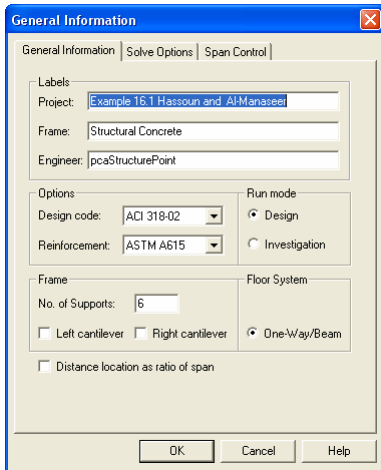 General Information
General Information Solve Options Span Control
Labels
Project: Example 16.1 Hassoun and Al-Manaseer
Frame: Structural Concrete
Engineer: pcaStructurePoint
Options Run mode
Design code: ACI 318-02 Design
Reinforcement: ASTM A615 Investigation
Frame Floor System
No. of Supports: 6
Left cantilever Right cantilever One-Way/Beam
Distance location as ratio of span
OK Cancel Help